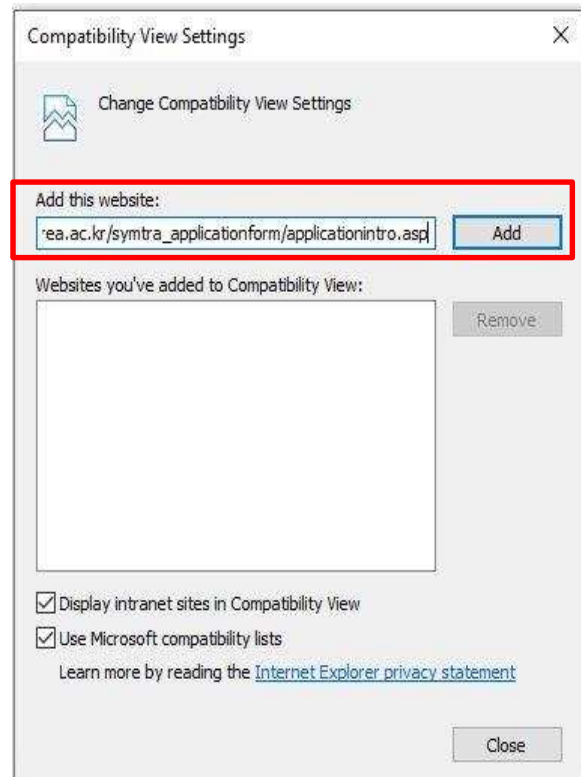 Compatibility View Settings
Change Compatibility View Settings
Add this website:
rea.ac.kr/symtra_applicationform/applicationintro.asp
Add
Websites you've added to Compatibility View:
Remove
Display intranet sites in Compatibility View
Use Microsoft compatibility lists
Learn more by reading the Internet Explorer privacy statement
Close